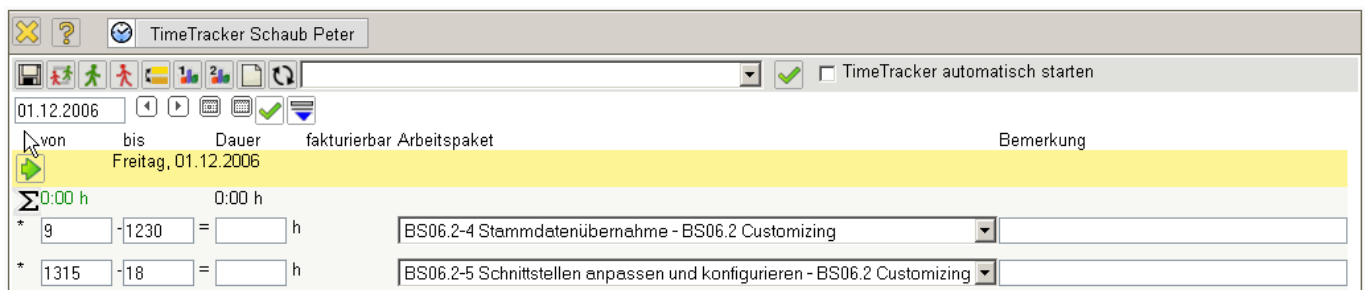 TimeTracker Schaub Peter
TimeTracker automatisch starten
01.12.2006
von bis Dauer fakturierbar Arbeitspaket Bemerkung
Freitag, 01.12.2006
Σ0:00 h 0:00 h
* 9 - 1230 = h BS06.2-4 Stammdatenübernahme - BS06.2 Customizing
* 1315 - 18 = h BS06.2-5 Schnittstellen anpassen und konfigurieren - BS06.2 Customizing